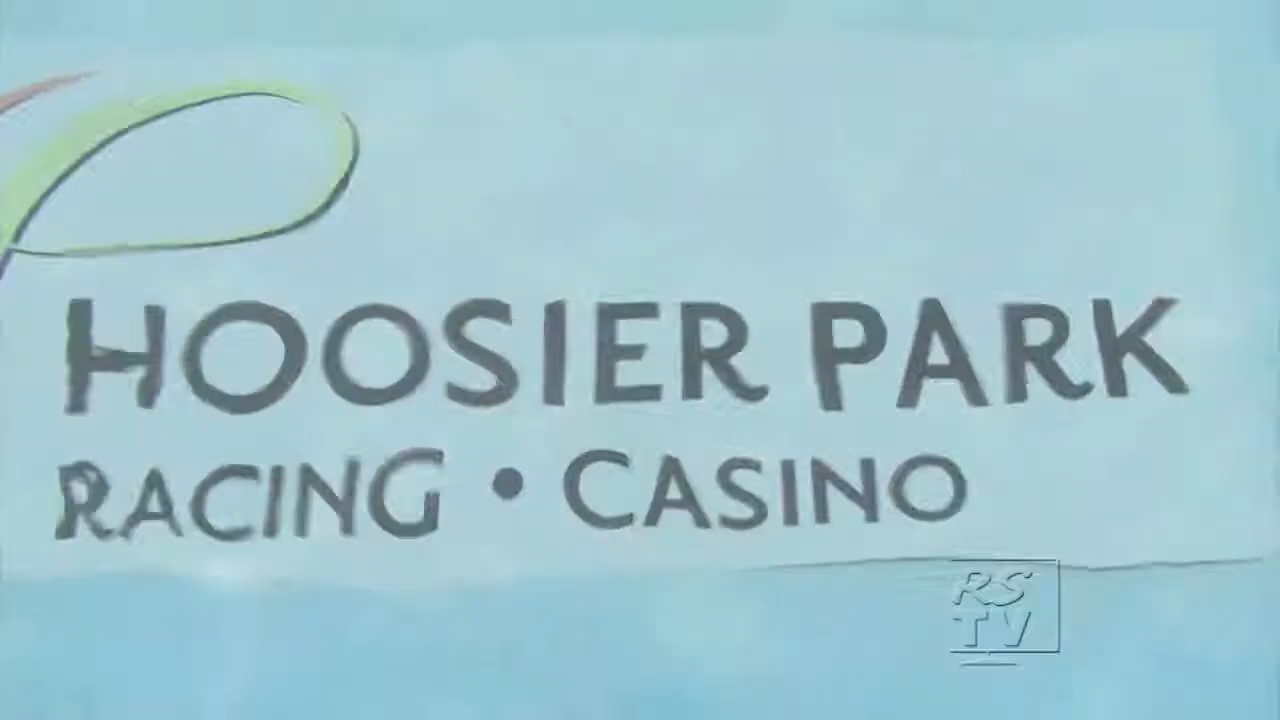 HOOSIER PARK
RACING • CASINO
RS
TV